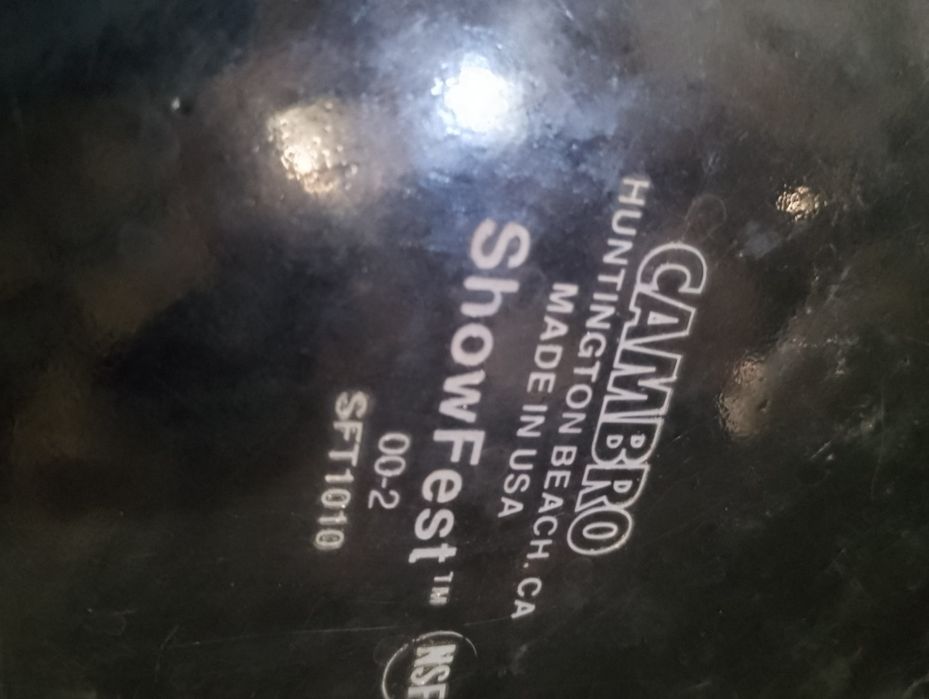 CAMBRO
HUNTINGTON BEACH, CA
MADE IN USA
ShowFest™
00-2
SFT1010
NSF